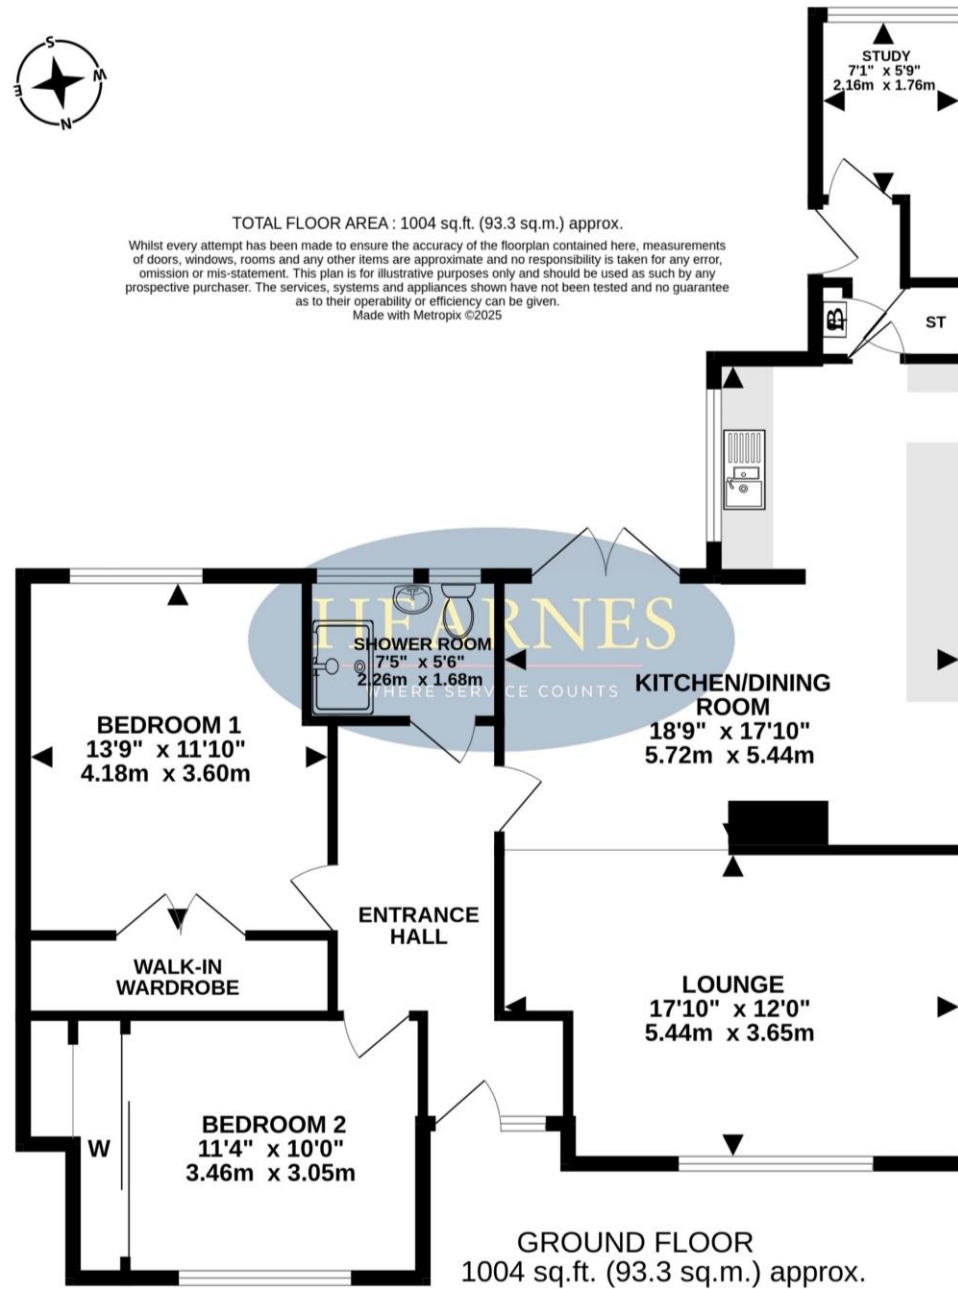 S
W
E
N
STUDY
7'1" x 5'9"
2.16m x 1.76m
TOTAL FLOOR AREA : 1004 sq.ft. (93.3 sq.m.) approx.
Whilst every attempt has been made to ensure the accuracy of the floorplan contained here, measurements
of doors, windows, rooms and any other items are approximate and no responsibility is taken for any error,
omission or mis-statement. This plan is for illustrative purposes only and should be used as such by any
prospective purchaser. The services, systems and appliances shown have not been tested and no guarantee
as to their operability or efficiency can be given.
Made with Metropix ©2025
B
ST
HEARNES
WHERE SERVICE COUNTS
SHOWER ROOM
7'5" x 5'6"
2.26m x 1.68m
KITCHEN/DINING
ROOM
18'9" x 17'10"
5.72m x 5.44m
BEDROOM 1
13'9" x 11'10"
4.18m x 3.60m
ENTRANCE
HALL
WALK-IN
WARDROBE
LOUNGE
17'10" x 12'0"
5.44m x 3.65m
BEDROOM 2
11'4" x 10'0"
3.46m x 3.05m
W
GROUND FLOOR
1004 sq.ft. (93.3 sq.m.) approx.